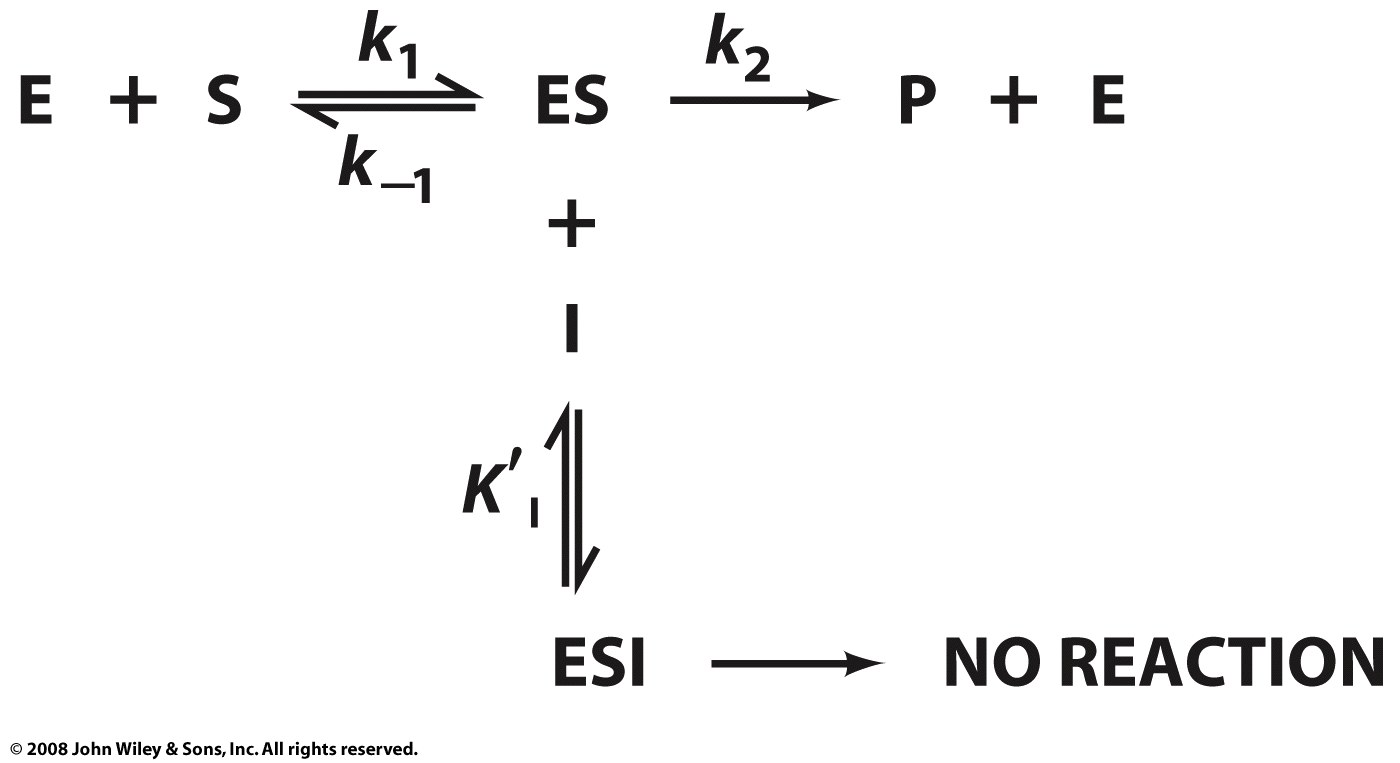 k1 k2
E + S ES P + E
k–1
+
I
K′I
ESI NO REACTION
© 2008 John Wiley & Sons, Inc. All rights reserved.